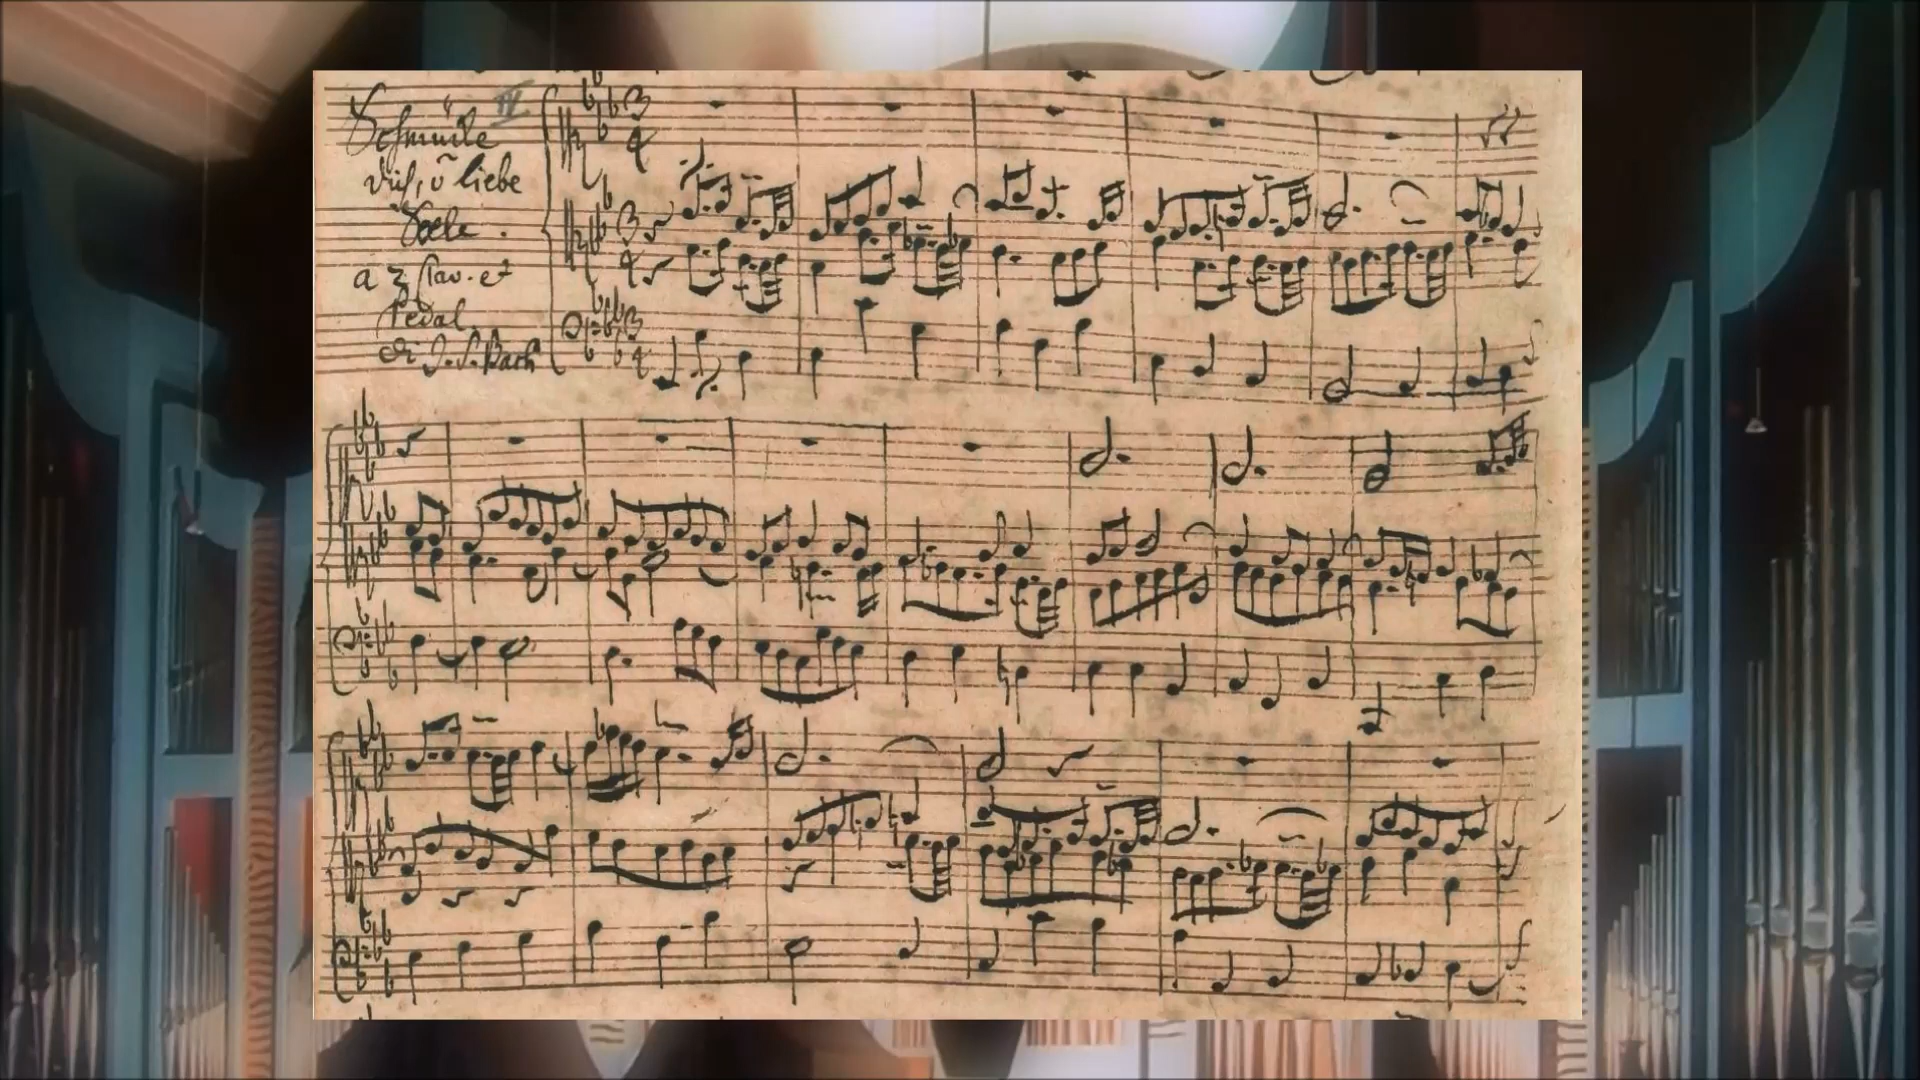 Schmücke
dich, o liebe
Seele.
a 2 Clav. et
Pedal
di J. S. Bach